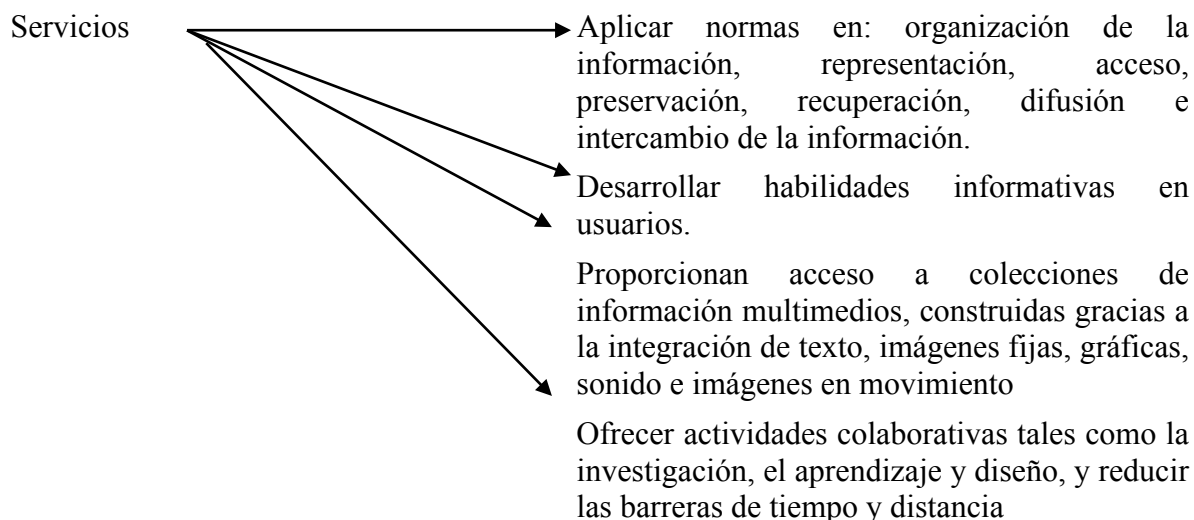 Servicios
Aplicar normas en: organización de la
información, representación, acceso,
preservación, recuperación, difusión e
intercambio de la información.
Desarrollar habilidades informativas en
usuarios.
Proporcionan acceso a colecciones de
información multimedios, construidas gracias a
la integración de texto, imágenes fijas, gráficas,
sonido e imágenes en movimiento
Ofrecer actividades colaborativas tales como la
investigación, el aprendizaje y diseño, y reducir
las barreras de tiempo y distancia